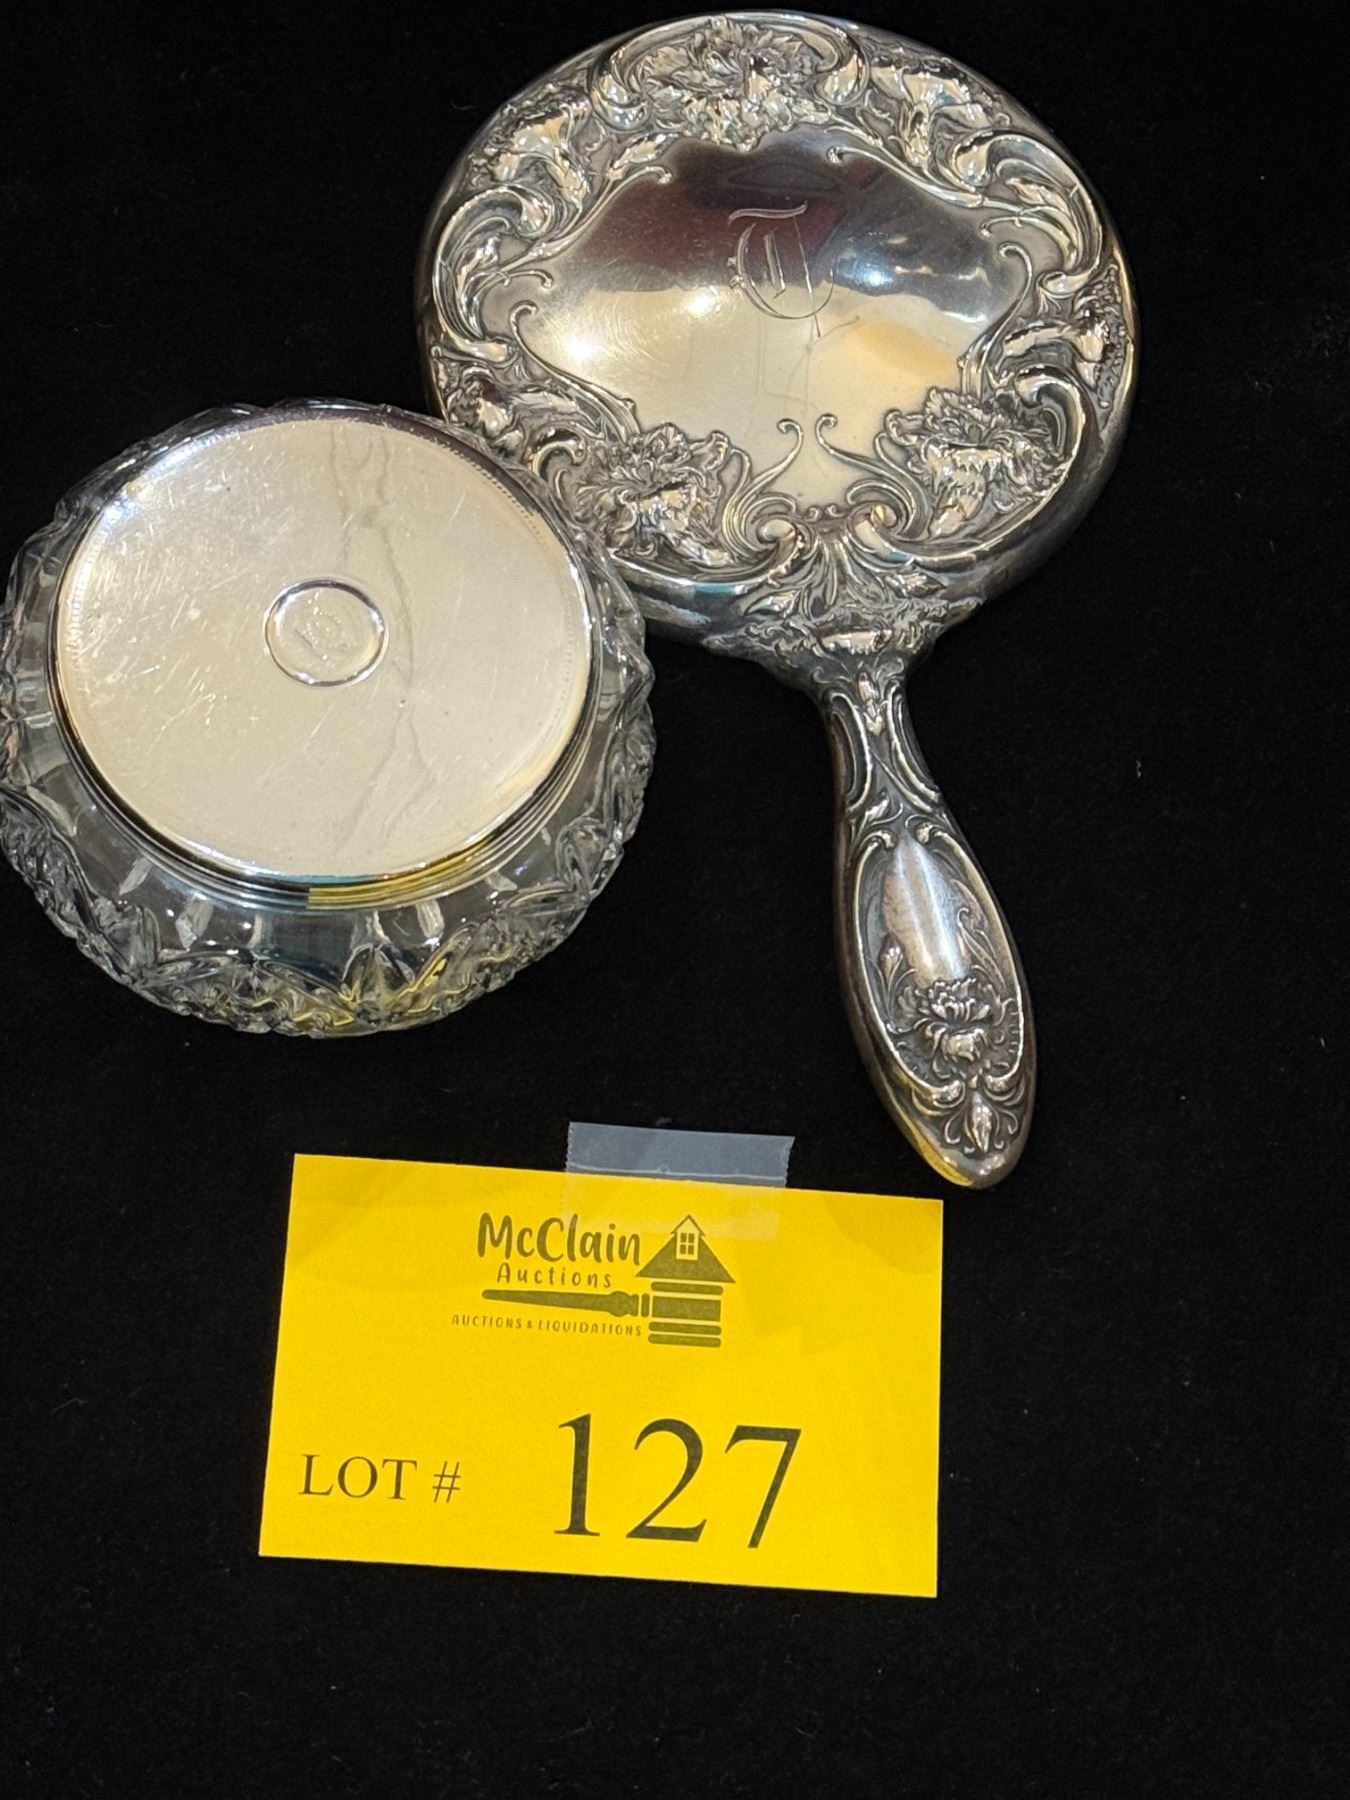 T
McClain
Auctions
AUCTIONS & LIQUIDATIONS
LOT # 127